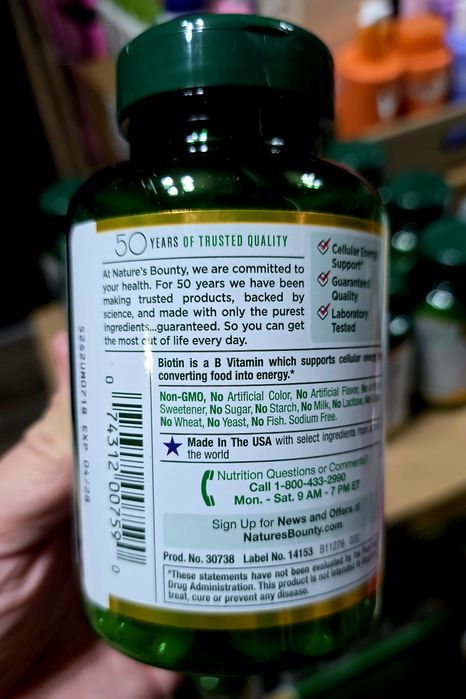 50 YEARS OF TRUSTED QUALITY
At Nature's Bounty, we are committed to
your health. For 50 years we have been
making trusted products, backed by
science, and made with only the purest
ingredients...guaranteed. So you can get
the most out of life every day.
Cellular Energy
Support*
Guaranteed
Quality
Laboratory
Tested
Biotin is a B Vitamin which supports cellular
converting food into energy.*
Non-GMO, No Artificial Color, No Artificial Flavor, No
Sweetener, No Sugar, No Starch, No Milk, No Lactose,
No Wheat, No Yeast, No Fish. Sodium Free.
Made In The USA with select ingredients from
the world
Nutrition Questions or Comments?
Call 1-800-433-2990
Mon. - Sat. 9 AM - 7 PM ET
Sign Up for News and Offers at
NaturesBounty.com
Prod. No. 30738 Label No. 14153 B11276
*These statements have not been evaluated by the
Drug Administration. This product is not intended to
treat, cure or prevent any disease.
0 74312 00759 0
EXP 04/28